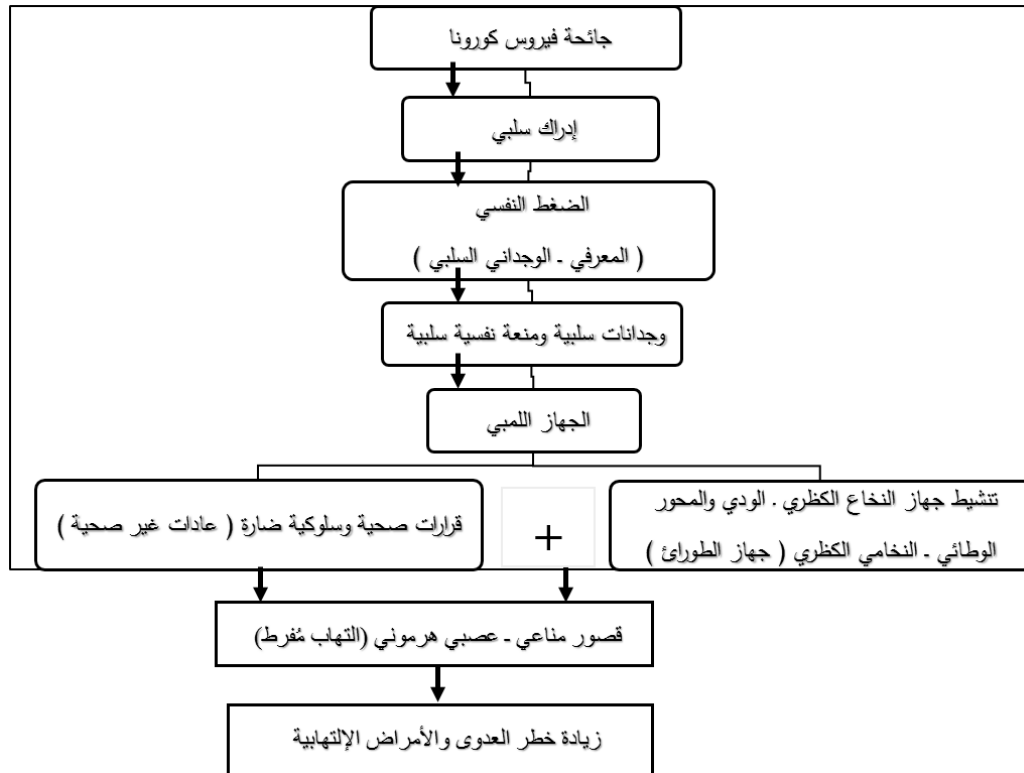 جائحة فيروس كورونا
إدراك سلبي
الضغط النفسي
( المعرفي ـ الوجداني السلبي )
وجدانات سلبية ومنعة نفسية سلبية
الجهاز اللمبي
تنشيط جهاز النخاع الكظري . الودي والمحور
الوطائي ـ النخامي الكظري ( جهاز الطورائ )
+
قرارات صحية وسلوكية ضارة ( عادات غير صحية )
قصور مناعي ـ عصبي هرموني (التهاب مُفرط)
زيادة خطر العدوى والأمراض الإلتهابية